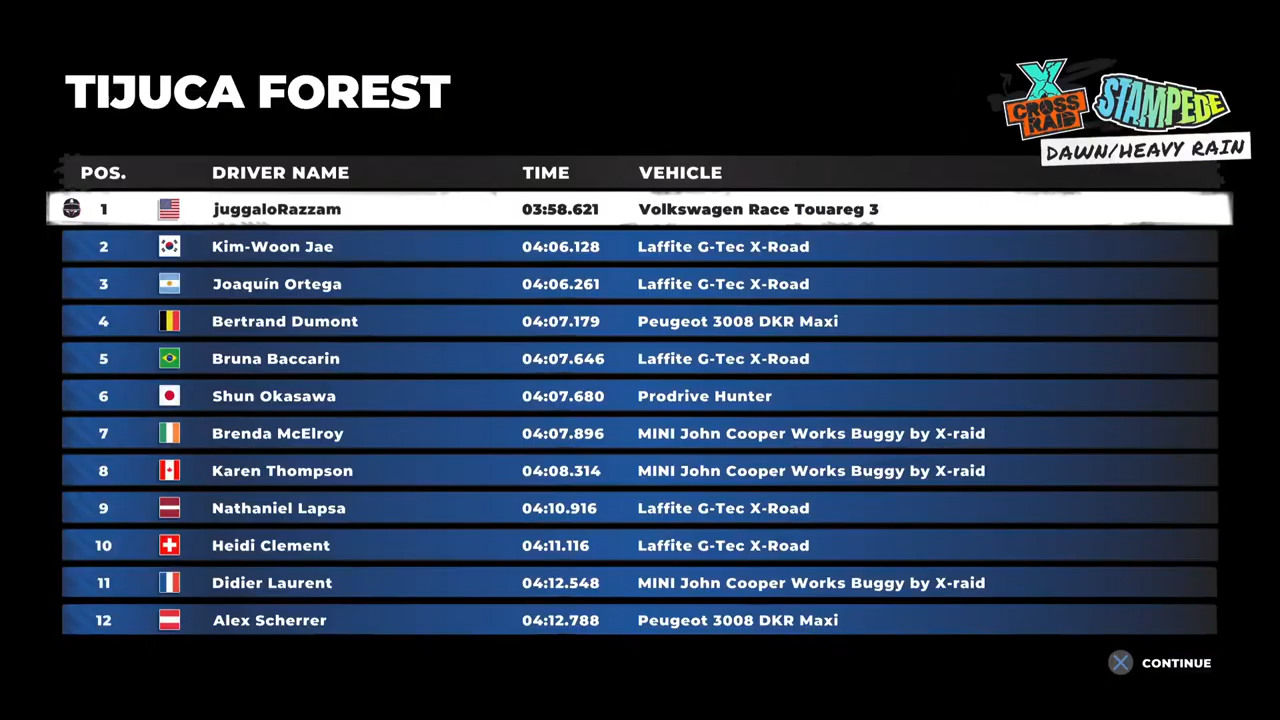 TIJUCA FOREST
X
CROSS
RAID
STAMPEDE
DAWN/HEAVY RAIN
POS. DRIVER NAME TIME VEHICLE
1 juggaloRazzam 03:58.621 Volkswagen Race Touareg 3
2 Kim-Woon Jae 04:06.128 Laffite G-Tec X-Road
3 Joaquín Ortega 04:06.261 Laffite G-Tec X-Road
4 Bertrand Dumont 04:07.179 Peugeot 3008 DKR Maxi
5 Bruna Baccarin 04:07.646 Laffite G-Tec X-Road
6 Shun Okasawa 04:07.680 Prodrive Hunter
7 Brenda McElroy 04:07.896 MINI John Cooper Works Buggy by X-raid
8 Karen Thompson 04:08.314 MINI John Cooper Works Buggy by X-raid
9 Nathaniel Lapsa 04:10.916 Laffite G-Tec X-Road
10 Heidi Clement 04:11.116 Laffite G-Tec X-Road
11 Didier Laurent 04:12.548 MINI John Cooper Works Buggy by X-raid
12 Alex Scherrer 04:12.788 Peugeot 3008 DKR Maxi
CONTINUE